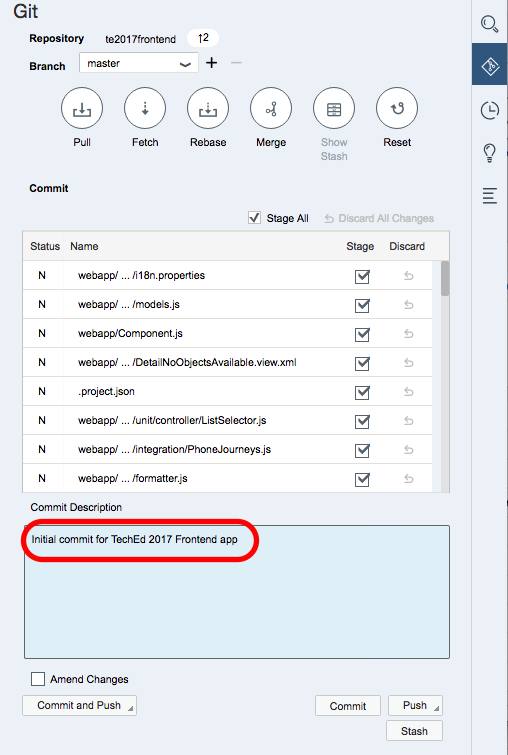 Git
Repository te2017frontend ↑2
Branch master + −
Pull Fetch Rebase Merge Show Stash Reset
Commit
Stage All Discard All Changes
Status Name Stage Discard
N webapp/ ... /i18n.properties
N webapp/ ... /models.js
N webapp/Component.js
N webapp/ ... /DetailNoObjectsAvailable.view.xml
N .project.json
N webapp/ ... /unit/controller/ListSelector.js
N webapp/ ... /integration/PhoneJourneys.js
N webapp/ ... /formatter.js
Commit Description
Initial commit for TechEd 2017 Frontend app
Amend Changes
Commit and Push Commit Push
Stash